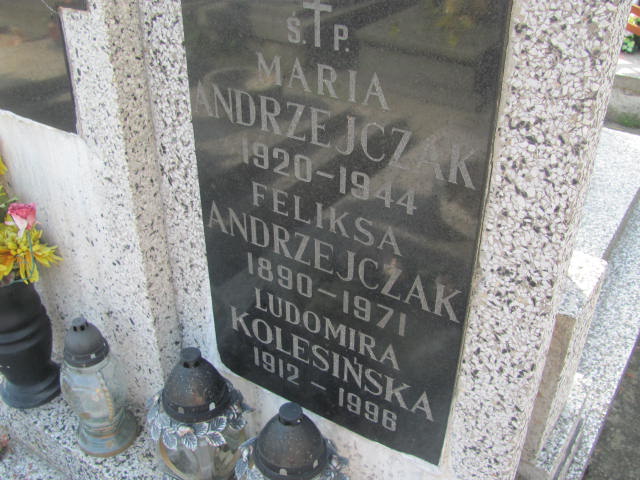 Ś. P.
MARIA
ANDRZEJCZAK
1920-1944
FELIKSA
ANDRZEJCZAK
1890-1971
LUDOMIRA
KOLESIŃSKA
1912-1996